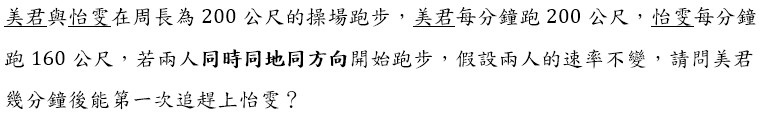 美君與怡雯在周長為 200 公尺的操場跑步，美君每分鐘跑 200 公尺，怡雯每分鐘
跑 160 公尺，若兩人同時同地同方向開始跑步，假設兩人的速率不變，請問美君
幾分鐘後能第一次追趕上怡雯？